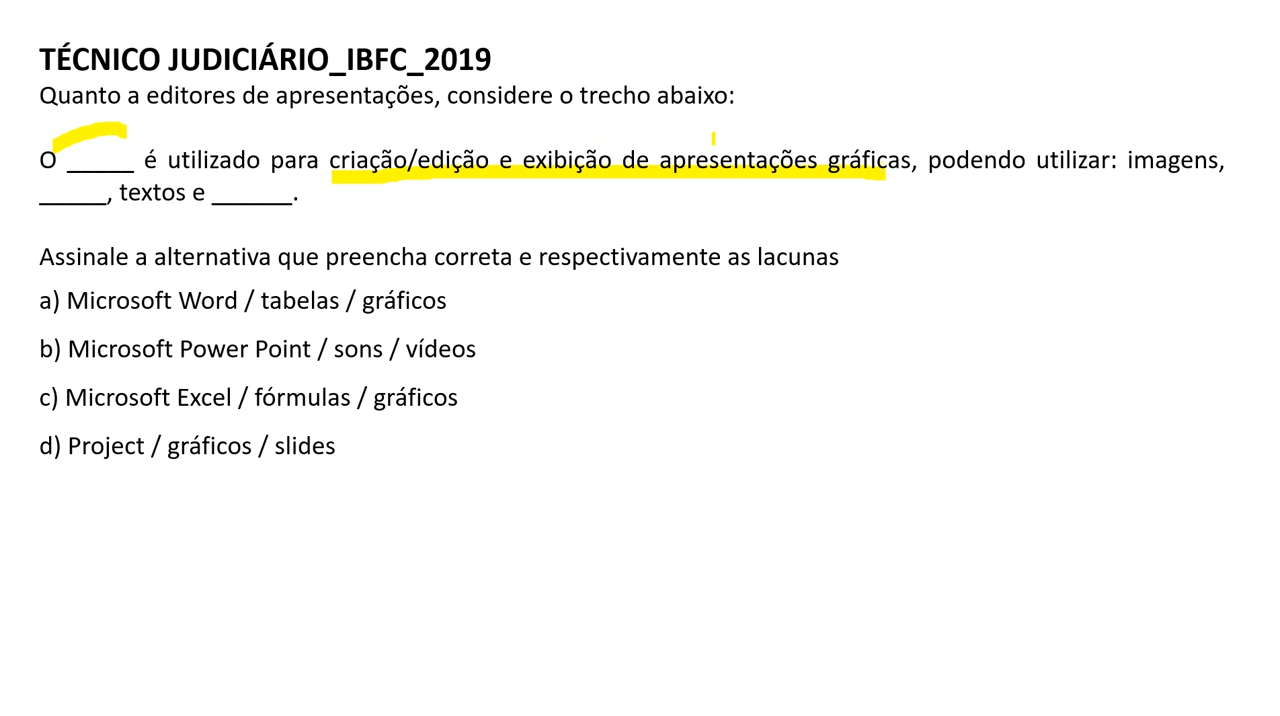 TÉCNICO JUDICIÁRIO_IBFC_2019
Quanto a editores de apresentações, considere o trecho abaixo:
O _____ é utilizado para criação/edição e exibição de apresentações gráficas, podendo utilizar: imagens,
_____, textos e ______.
Assinale a alternativa que preencha correta e respectivamente as lacunas
a) Microsoft Word / tabelas / gráficos
b) Microsoft Power Point / sons / vídeos
c) Microsoft Excel / fórmulas / gráficos
d) Project / gráficos / slides